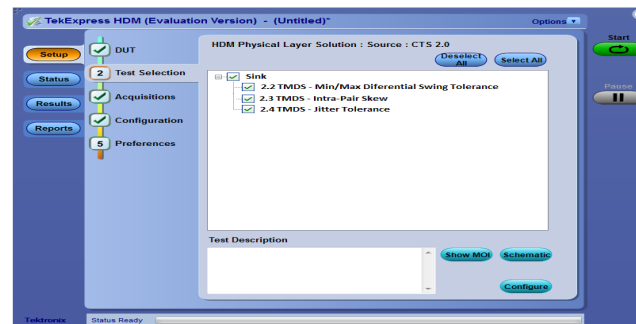 TekExpress HDM (Evaluation Version) - (Untitled)*
Options
Start
Pause
Setup
Status
Results
Reports
DUT
2 Test Selection
Acquisitions
Configuration
5 Preferences
HDM Physical Layer Solution : Source : CTS 2.0
Deselect All
Select All
Sink
2.2 TMDS - Min/Max Diferential Swing Tolerance
2.3 TMDS - Intra-Pair Skew
2.4 TMDS - Jitter Tolerance
Test Description
Show MOI
Schematic
Configure
Tektronix
Status Ready